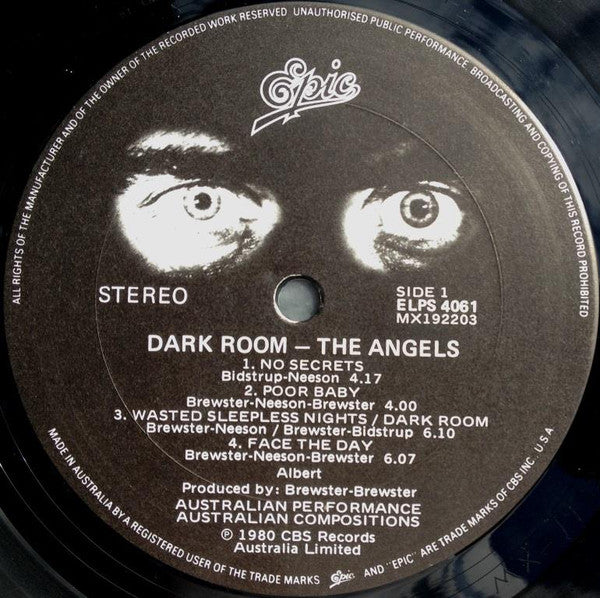 ALL RIGHTS OF THE MANUFACTURER AND OF THE OWNER OF THE RECORDED WORK RESERVED UNAUTHORISED PUBLIC PERFORMANCE, BROADCASTING AND COPYING OF THIS RECORD PROHIBITED
Epic
STEREO
SIDE 1
ELPS 4061
MX192203
DARK ROOM – THE ANGELS
1. NO SECRETS
Bidstrup-Neeson 4.17
2. POOR BABY
Brewster-Neeson-Brewster 4.00
3. WASTED SLEEPLESS NIGHTS / DARK ROOM
Brewster-Neeson / Brewster-Bidstrup 6.10
4. FACE THE DAY
Brewster-Neeson-Brewster 6.07
Albert
Produced by: Brewster-Brewster
AUSTRALIAN PERFORMANCE
AUSTRALIAN COMPOSITIONS
℗ 1980 CBS Records
Australia Limited
MADE IN AUSTRALIA BY A REGISTERED USER OF THE TRADE MARKS Epic AND "EPIC" ARE TRADE MARKS OF CBS INC. U S A